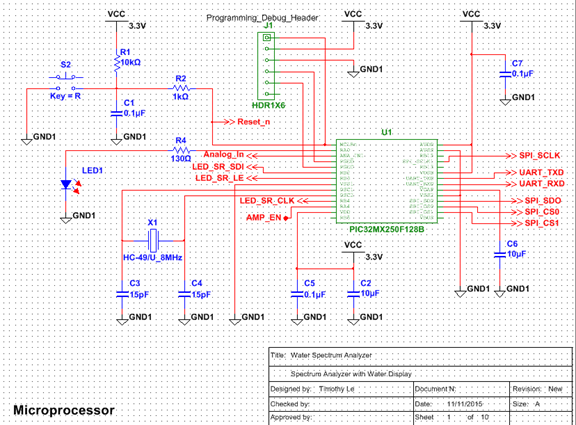 VCC
3.3V
Programming_Debug_Header
J1
VCC
3.3V
VCC
3.3V
R1
10kΩ
S2
Key = R
R2
1kΩ
C1
0.1µF
HDR1X6
GND1
C7
0.1µF
GND1
GND1
GND1
Reset_n
R4
130Ω
U1
Analog_In
LED_SR_SDI
LED_SR_LE
LED_SR_CLK
AMP_EN
SPI_SCLK
UART_TXD
UART_RXD
SPI_SDO
SPI_CS0
SPI_CS1
PIC32MX250F128B
LED1
GND1
X1
HC-49/U_8MHz
VCC
3.3V
C6
10µF
C3
15pF
C4
15pF
C5
0.1µF
C2
10µF
GND1
GND1
GND1
GND1
GND1
GND1
GND1
Title: Water Spectrum Analyzer
Spectrum Analyzer with Water Display
Designed by: Timothy Le
Document N:
Revision: New
Checked by:
Date: 11/11/2015
Size: A
Approved by:
Sheet 1 of 10
Microprocessor